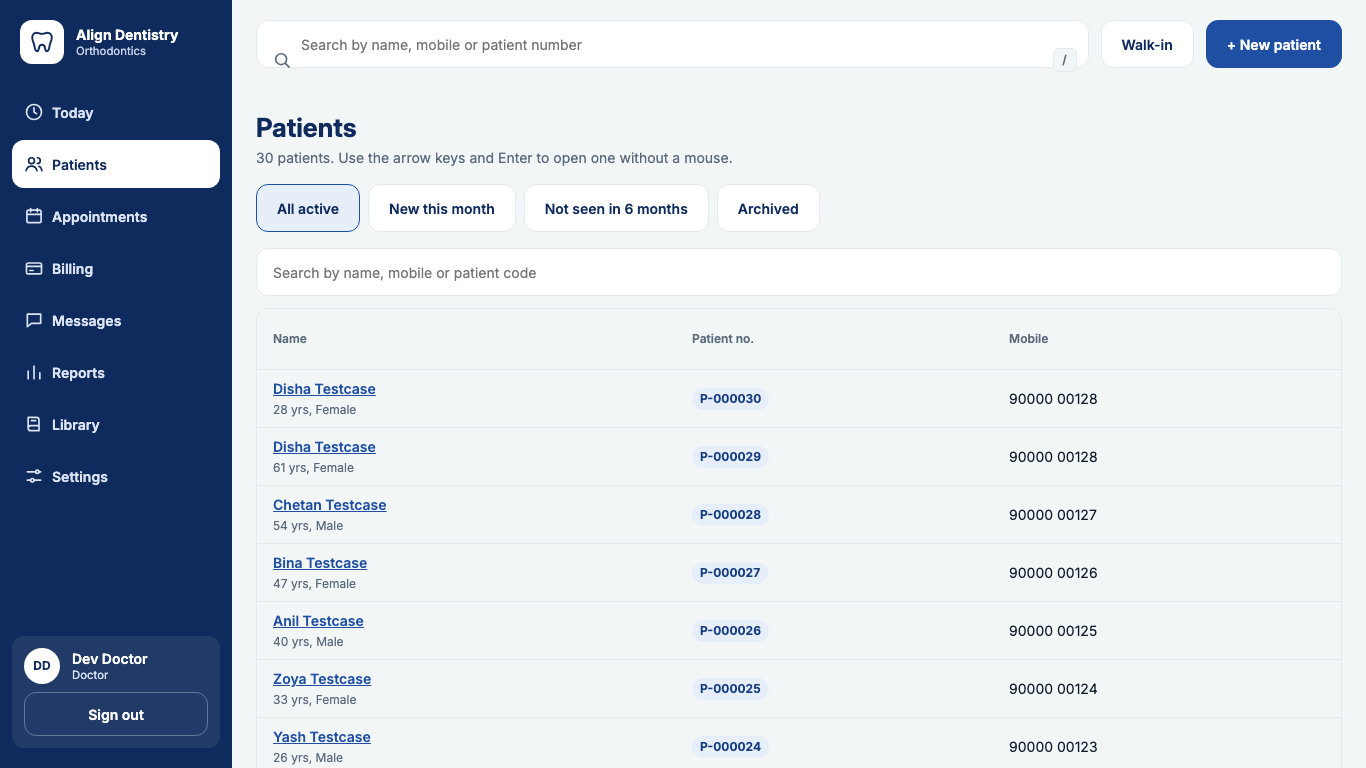 Align Dentistry
Orthodontics
Today
Patients
Appointments
Billing
Messages
Reports
Library
Settings
DD
Dev Doctor
Doctor
Sign out
Search by name, mobile or patient number
/
Walk-in
+ New patient
Patients
30 patients. Use the arrow keys and Enter to open one without a mouse.
All active
New this month
Not seen in 6 months
Archived
Search by name, mobile or patient code
Name Patient no. Mobile
Disha Testcase
28 yrs, Female
P-000030
90000 00128
Disha Testcase
61 yrs, Female
P-000029
90000 00128
Chetan Testcase
54 yrs, Male
P-000028
90000 00127
Bina Testcase
47 yrs, Female
P-000027
90000 00126
Anil Testcase
40 yrs, Male
P-000026
90000 00125
Zoya Testcase
33 yrs, Female
P-000025
90000 00124
Yash Testcase
26 yrs, Male
P-000024
90000 00123